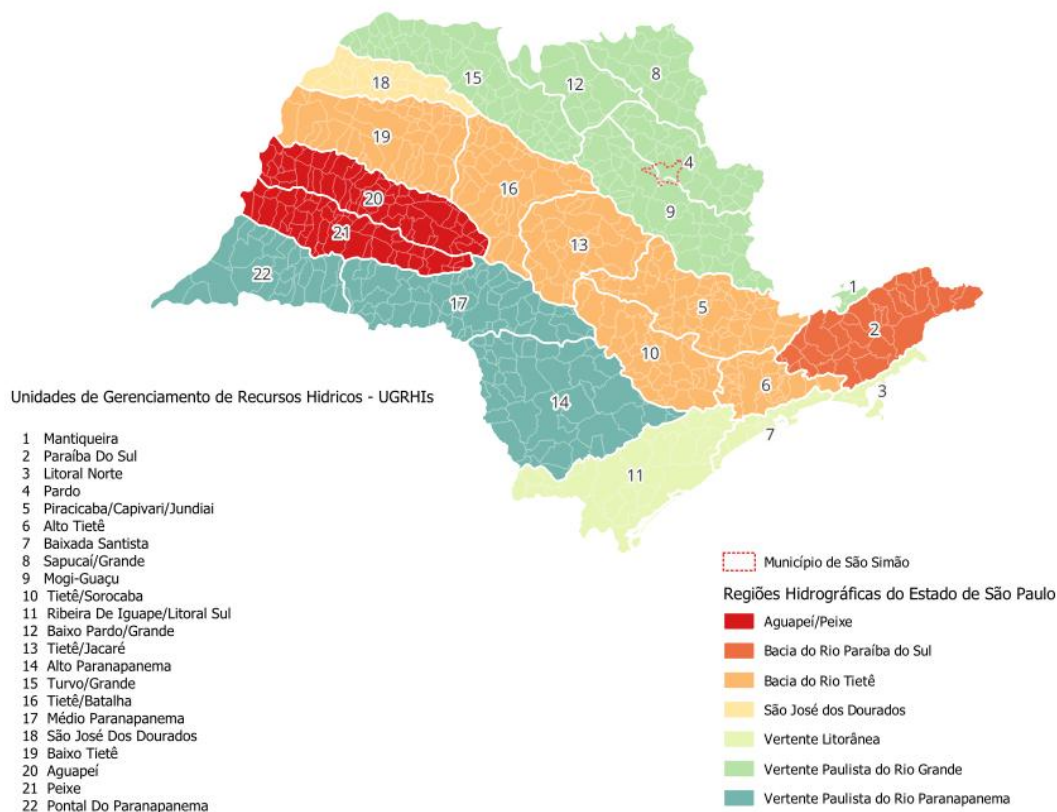 15
8
12
18
19
4
16
20
9
13
21
22
1
17
5
2
10
6
3
14
7
11
Unidades de Gerenciamento de Recursos Hidricos - UGRHIs
1 Mantiqueira
2 Paraíba Do Sul
3 Litoral Norte
4 Pardo
5 Piracicaba/Capivari/Jundiai
6 Alto Tietê
7 Baixada Santista
8 Sapucaí/Grande
9 Mogi-Guaçu
10 Tietê/Sorocaba
11 Ribeira De Iguape/Litoral Sul
12 Baixo Pardo/Grande
13 Tietê/Jacaré
14 Alto Paranapanema
15 Turvo/Grande
16 Tietê/Batalha
17 Médio Paranapanema
18 São José Dos Dourados
19 Baixo Tietê
20 Aguapeí
21 Peixe
22 Pontal Do Paranapanema
Município de São Simão
Regiões Hidrográficas do Estado de São Paulo
Aguapeí/Peixe
Bacia do Rio Paraíba do Sul
Bacia do Rio Tietê
São José dos Dourados
Vertente Litorânea
Vertente Paulista do Rio Grande
Vertente Paulista do Rio Paranapanema